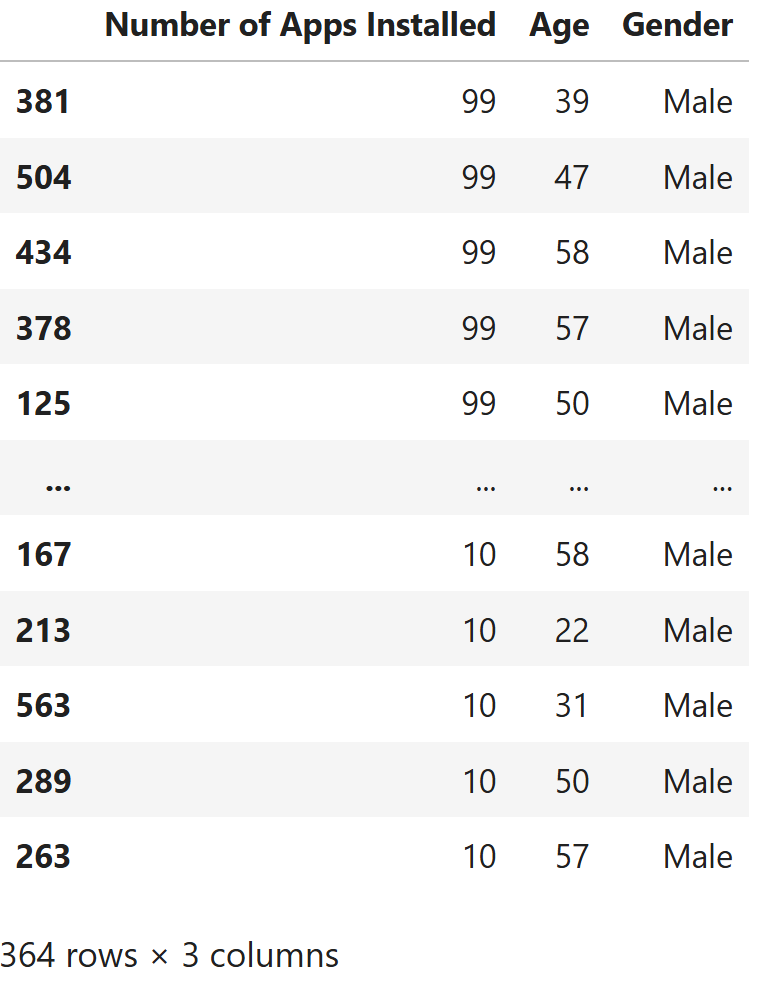 Number of Apps Installed Age Gender
381 99 39 Male
504 99 47 Male
434 99 58 Male
378 99 57 Male
125 99 50 Male
... ... ... ...
167 10 58 Male
213 10 22 Male
563 10 31 Male
289 10 50 Male
263 10 57 Male
364 rows × 3 columns